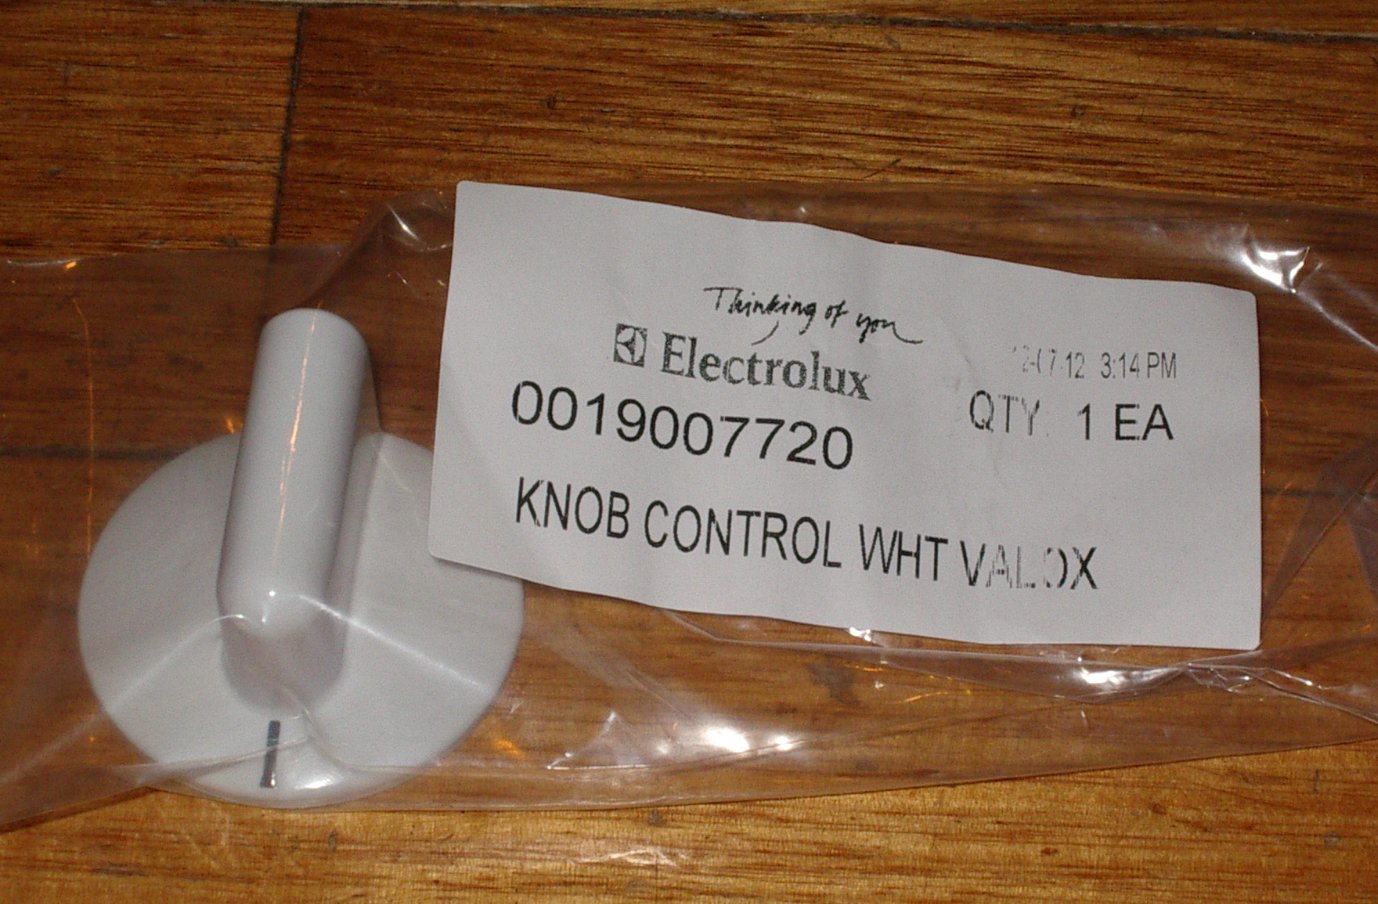 Thinking of you
Electrolux
3:14 PM
0019007720
QTY. 1 EA
KNOB CONTROL WHT VALOX